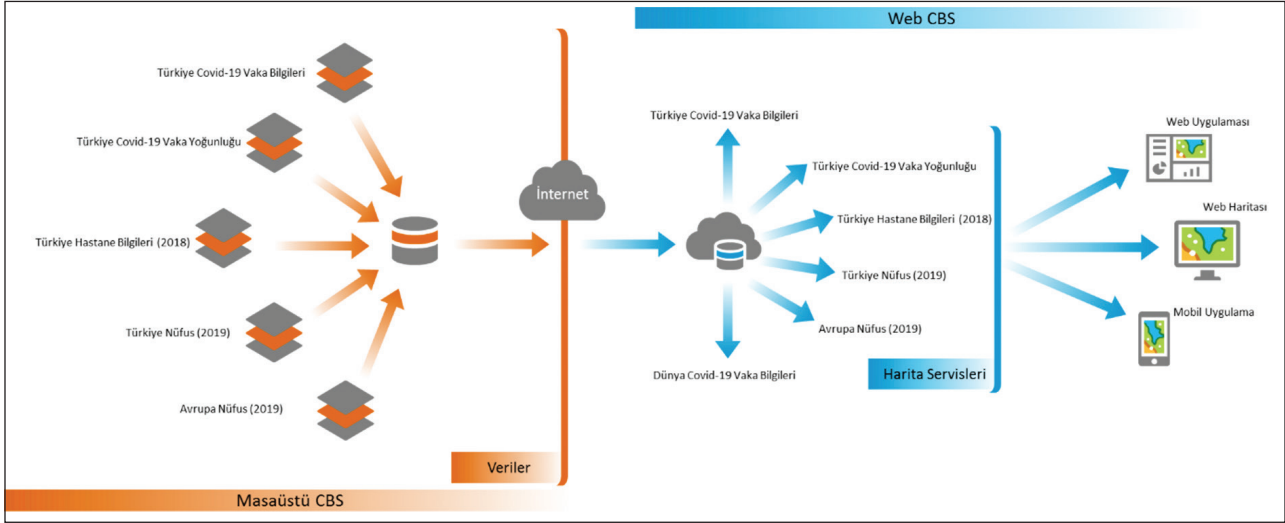 Web CBS
Türkiye Covid-19 Vaka Bilgileri
Türkiye Covid-19 Vaka Yoğunluğu
Türkiye Hastane Bilgileri (2018)
Türkiye Nüfus (2019)
Avrupa Nüfus (2019)
Veriler
Masaüstü CBS
İnternet
Türkiye Covid-19 Vaka Bilgileri
Türkiye Covid-19 Vaka Yoğunluğu
Türkiye Hastane Bilgileri (2018)
Türkiye Nüfus (2019)
Avrupa Nüfus (2019)
Dünya Covid-19 Vaka Bilgileri
Harita Servisleri
Web Uygulaması
Web Haritası
Mobil Uygulama